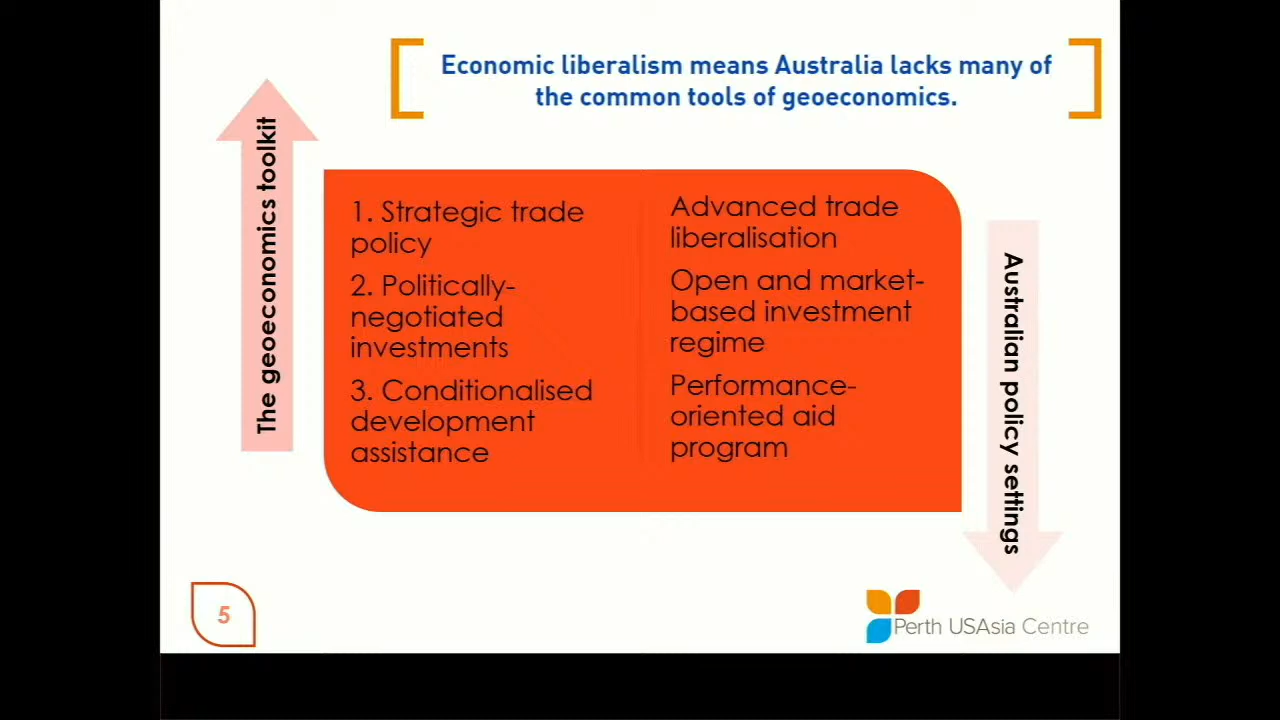 Economic liberalism means Australia lacks many of
the common tools of geoeconomics.
The geoeconomics toolkit
1. Strategic trade
policy
2. Politically-
negotiated
investments
3. Conditionalised
development
assistance
Advanced trade
liberalisation
Open and market-
based investment
regime
Performance-
oriented aid
program
Australian policy settings
5
Perth USAsia Centre